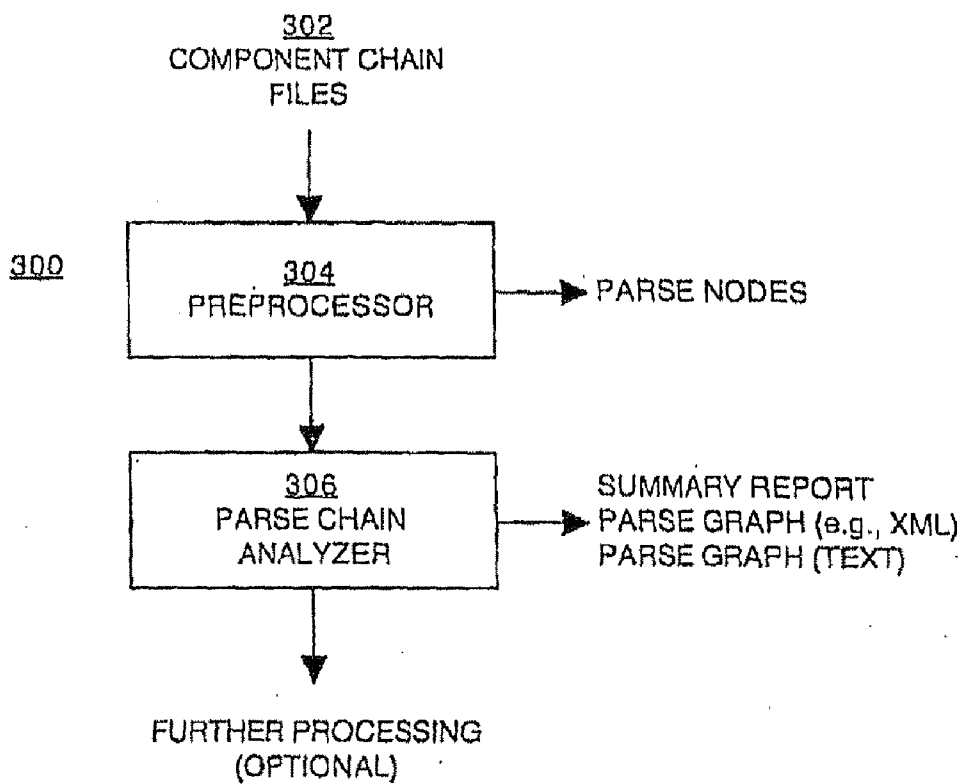 302
COMPONENT CHAIN
FILES
300
304
PREPROCESSOR
PARSE NODES
306
PARSE CHAIN
ANALYZER
SUMMARY REPORT
PARSE GRAPH (e.g., XML)
PARSE GRAPH (TEXT)
FURTHER PROCESSING
(OPTIONAL)